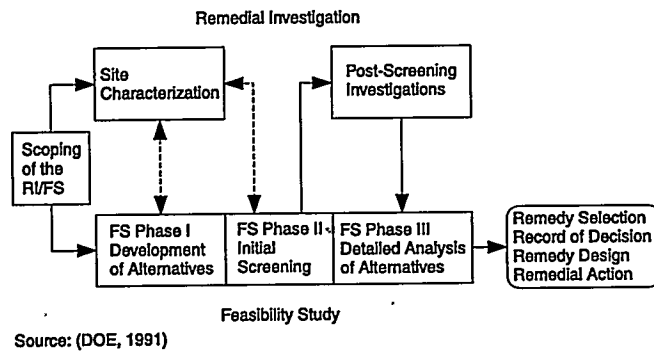 Remedial Investigation
Site
Characterization
Post-Screening
Investigations
Scoping
of the
RI/FS
FS Phase I
Development
of Alternatives
FS Phase II
Initial
Screening
FS Phase III
Detailed Analysis
of Alternatives
Remedy Selection
Record of Decision
Remedy Design
Remedial Action
Feasibility Study
Source: (DOE, 1991)